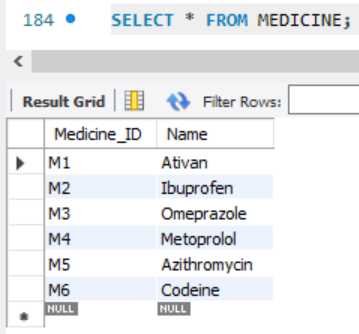 184 SELECT * FROM MEDICINE;
Result Grid Filter Rows:
Medicine_ID Name
M1 Ativan
M2 Ibuprofen
M3 Omeprazole
M4 Metoprolol
M5 Azithromycin
M6 Codeine
NULL NULL